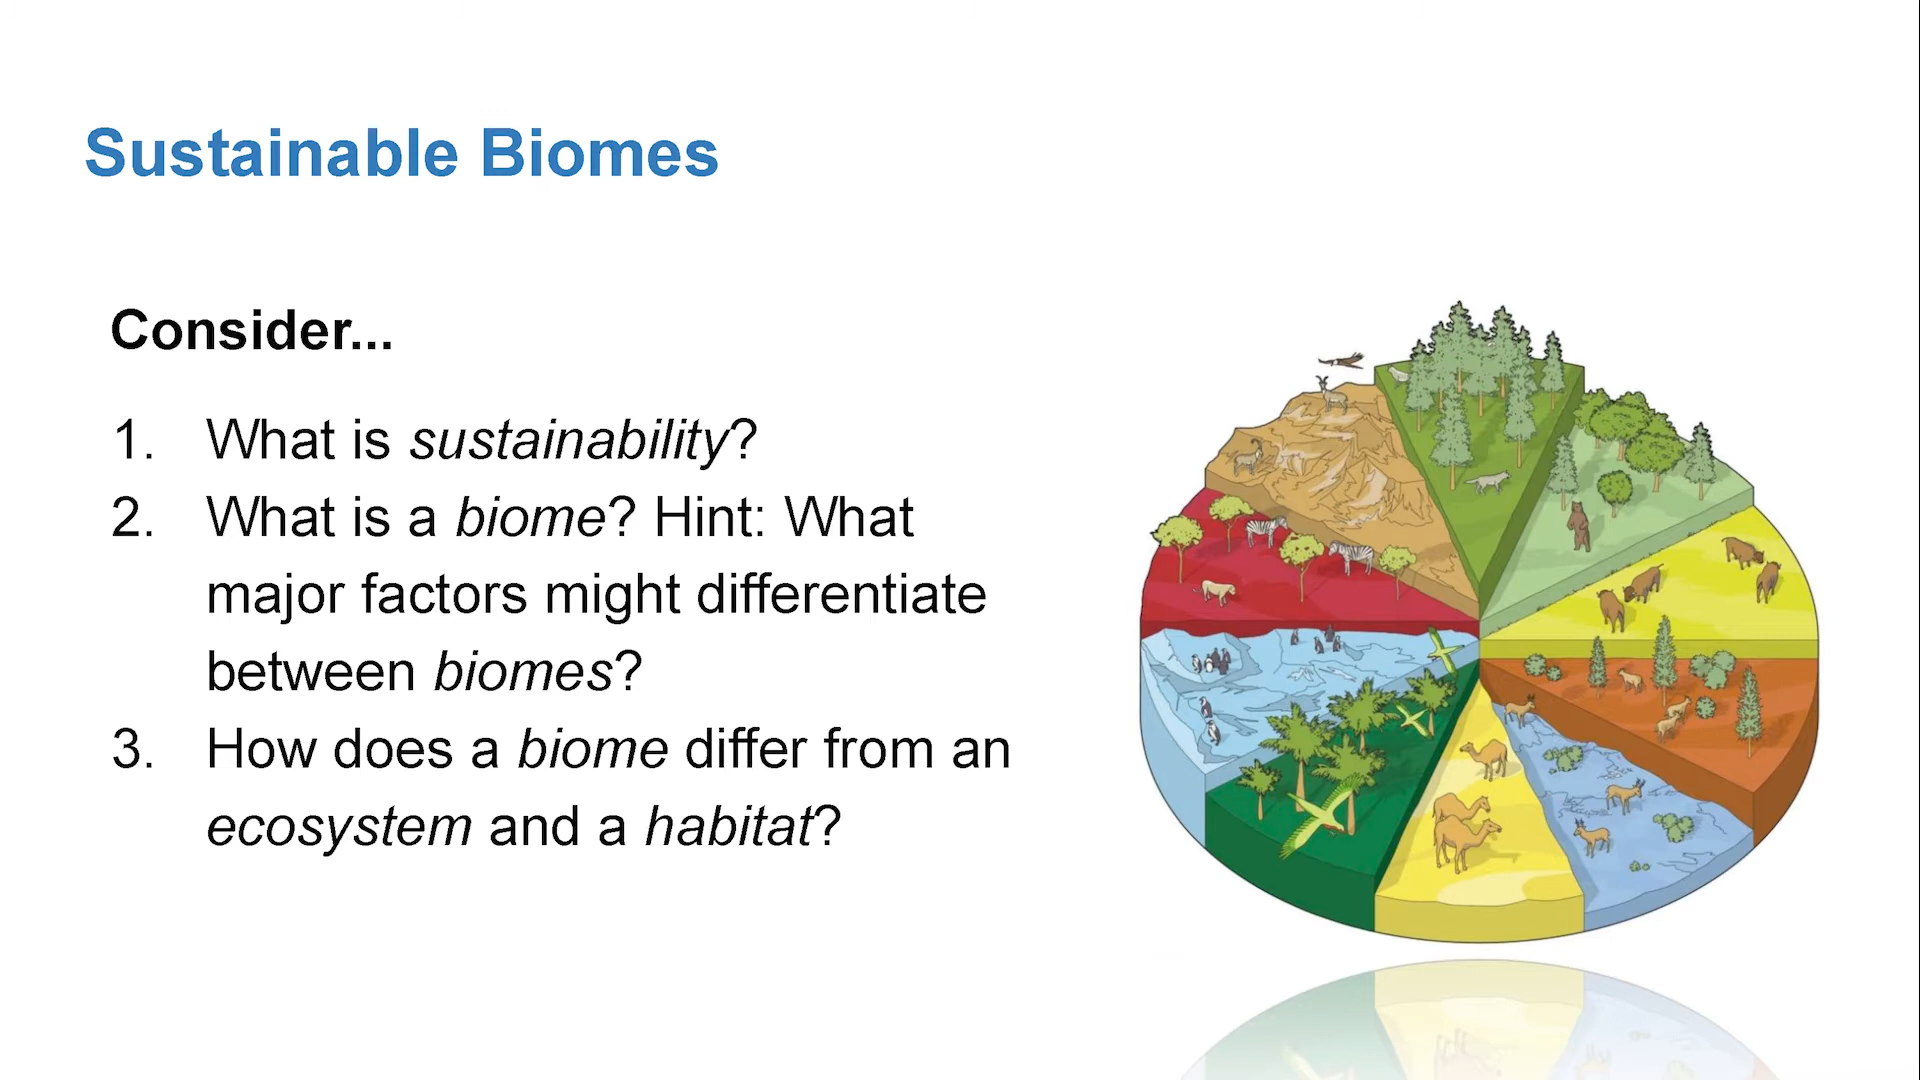 Sustainable Biomes
Consider...
1. What is sustainability?
2. What is a biome? Hint: What
major factors might differentiate
between biomes?
3. How does a biome differ from an
ecosystem and a habitat?